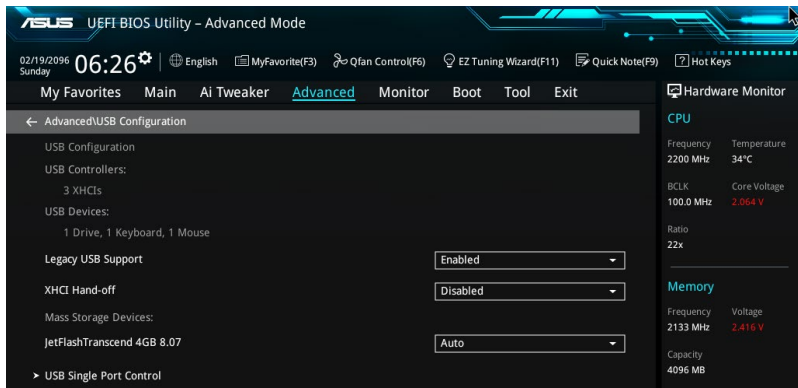 ASUS UEFI BIOS Utility – Advanced Mode
02/19/2096 Sunday 06:26 English MyFavorite(F3) Qfan Control(F6) EZ Tuning Wizard(F11) Quick Note(F9) ? Hot Keys
My Favorites Main Ai Tweaker Advanced Monitor Boot Tool Exit
← Advanced\USB Configuration
USB Configuration
USB Controllers:
3 XHCIs
USB Devices:
1 Drive, 1 Keyboard, 1 Mouse
Legacy USB Support Enabled
XHCI Hand-off Disabled
Mass Storage Devices:
JetFlashTranscend 4GB 8.07 Auto
> USB Single Port Control
Hardware Monitor
CPU
Frequency Temperature
2200 MHz 34°C
BCLK Core Voltage
100.0 MHz 2.064 V
Ratio
22x
Memory
Frequency Voltage
2133 MHz 2.416 V
Capacity
4096 MB